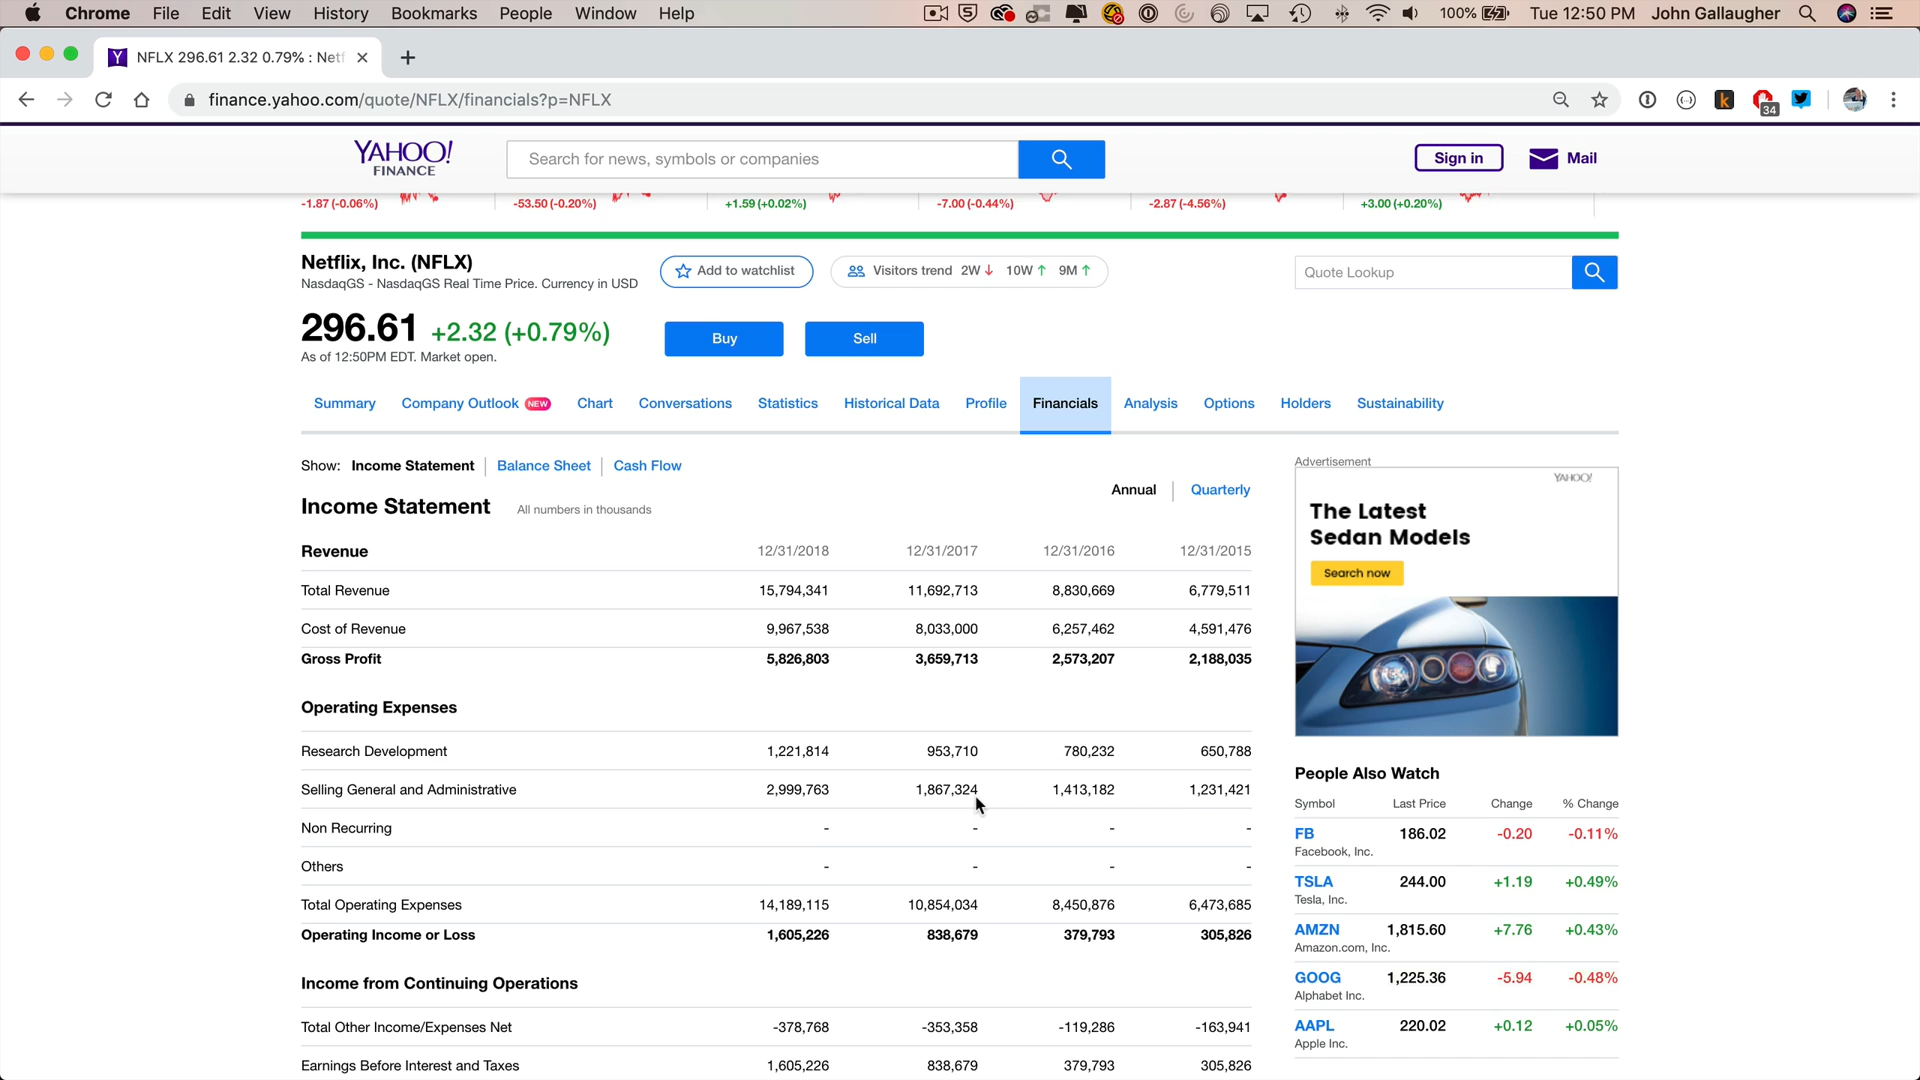 Chrome File Edit View History Bookmarks People Window Help 100% Tue 12:50 PM John Gallaugher
NFLX 296.61 2.32 0.79% : Netf
finance.yahoo.com/quote/NFLX/financials?p=NFLX
34
YAHOO!
FINANCE
Search for news, symbols or companies
Sign in
Mail
-1.87 (-0.06%) -53.50 (-0.20%) +1.59 (+0.02%) -7.00 (-0.44%) -2.87 (-4.56%) +3.00 (+0.20%)
Netflix, Inc. (NFLX)
NasdaqGS - NasdaqGS Real Time Price. Currency in USD
Add to watchlist
Visitors trend 2W 10W 9M
Quote Lookup
296.61 +2.32 (+0.79%)
As of 12:50PM EDT. Market open.
Buy
Sell
Summary Company Outlook NEW Chart Conversations Statistics Historical Data Profile Financials Analysis Options Holders Sustainability
Show: Income Statement Balance Sheet Cash Flow
Annual Quarterly
Income Statement All numbers in thousands
Revenue 12/31/2018 12/31/2017 12/31/2016 12/31/2015
Total Revenue 15,794,341 11,692,713 8,830,669 6,779,511
Cost of Revenue 9,967,538 8,033,000 6,257,462 4,591,476
Gross Profit 5,826,803 3,659,713 2,573,207 2,188,035
Operating Expenses
Research Development 1,221,814 953,710 780,232 650,788
Selling General and Administrative 2,999,763 1,867,324 1,413,182 1,231,421
Non Recurring - - - -
Others - - - -
Total Operating Expenses 14,189,115 10,854,034 8,450,876 6,473,685
Operating Income or Loss 1,605,226 838,679 379,793 305,826
Income from Continuing Operations
Total Other Income/Expenses Net -378,768 -353,358 -119,286 -163,941
Earnings Before Interest and Taxes 1,605,226 838,679 379,793 305,826
Advertisement
YAHOO!
The Latest
Sedan Models
Search now
People Also Watch
Symbol Last Price Change % Change
FB 186.02 -0.20 -0.11%
Facebook, Inc.
TSLA 244.00 +1.19 +0.49%
Tesla, Inc.
AMZN 1,815.60 +7.76 +0.43%
Amazon.com, Inc.
GOOG 1,225.36 -5.94 -0.48%
Alphabet Inc.
AAPL 220.02 +0.12 +0.05%
Apple Inc.